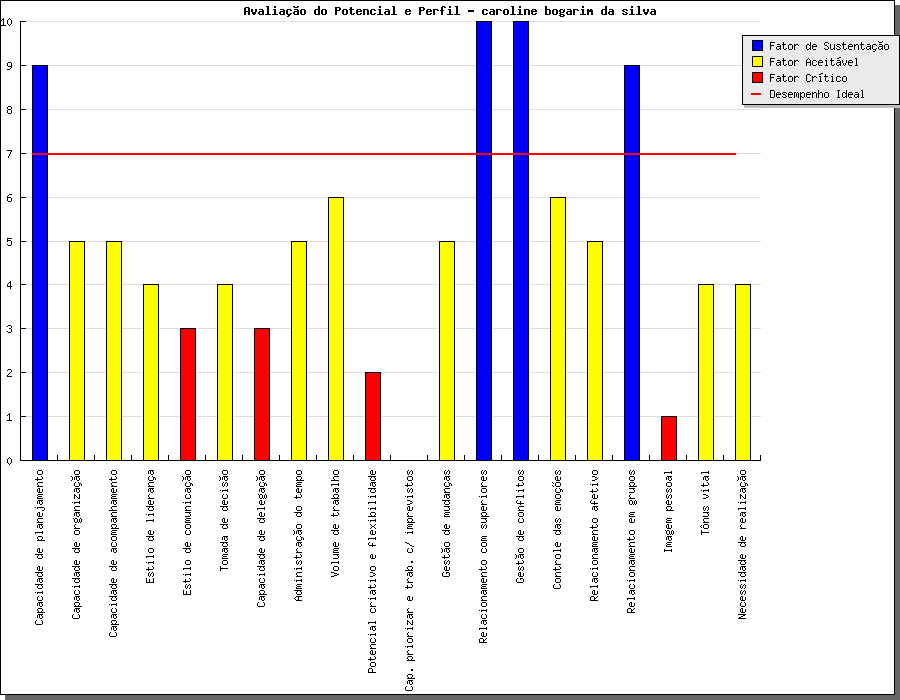 Avaliação do Potencial e Perfil - caroline bogarim da silva
Fator de Sustentação
Fator Aceitável
Fator Crítico
Desempenho Ideal
10
9
8
7
6
5
4
3
2
1
0
Capacidade de planejamento
Capacidade de organização
Capacidade de acompanhamento
Estilo de liderança
Estilo de comunicação
Tomada de decisão
Capacidade de delegação
Administração do tempo
Volume de trabalho
Potencial criativo e flexibilidade
Cap. priorizar e trab. c/ imprevistos
Gestão de mudanças
Relacionamento com superiores
Gestão de conflitos
Controle das emoções
Relacionamento afetivo
Relacionamento em grupos
Imagem pessoal
Tônus vital
Necessidade de realização